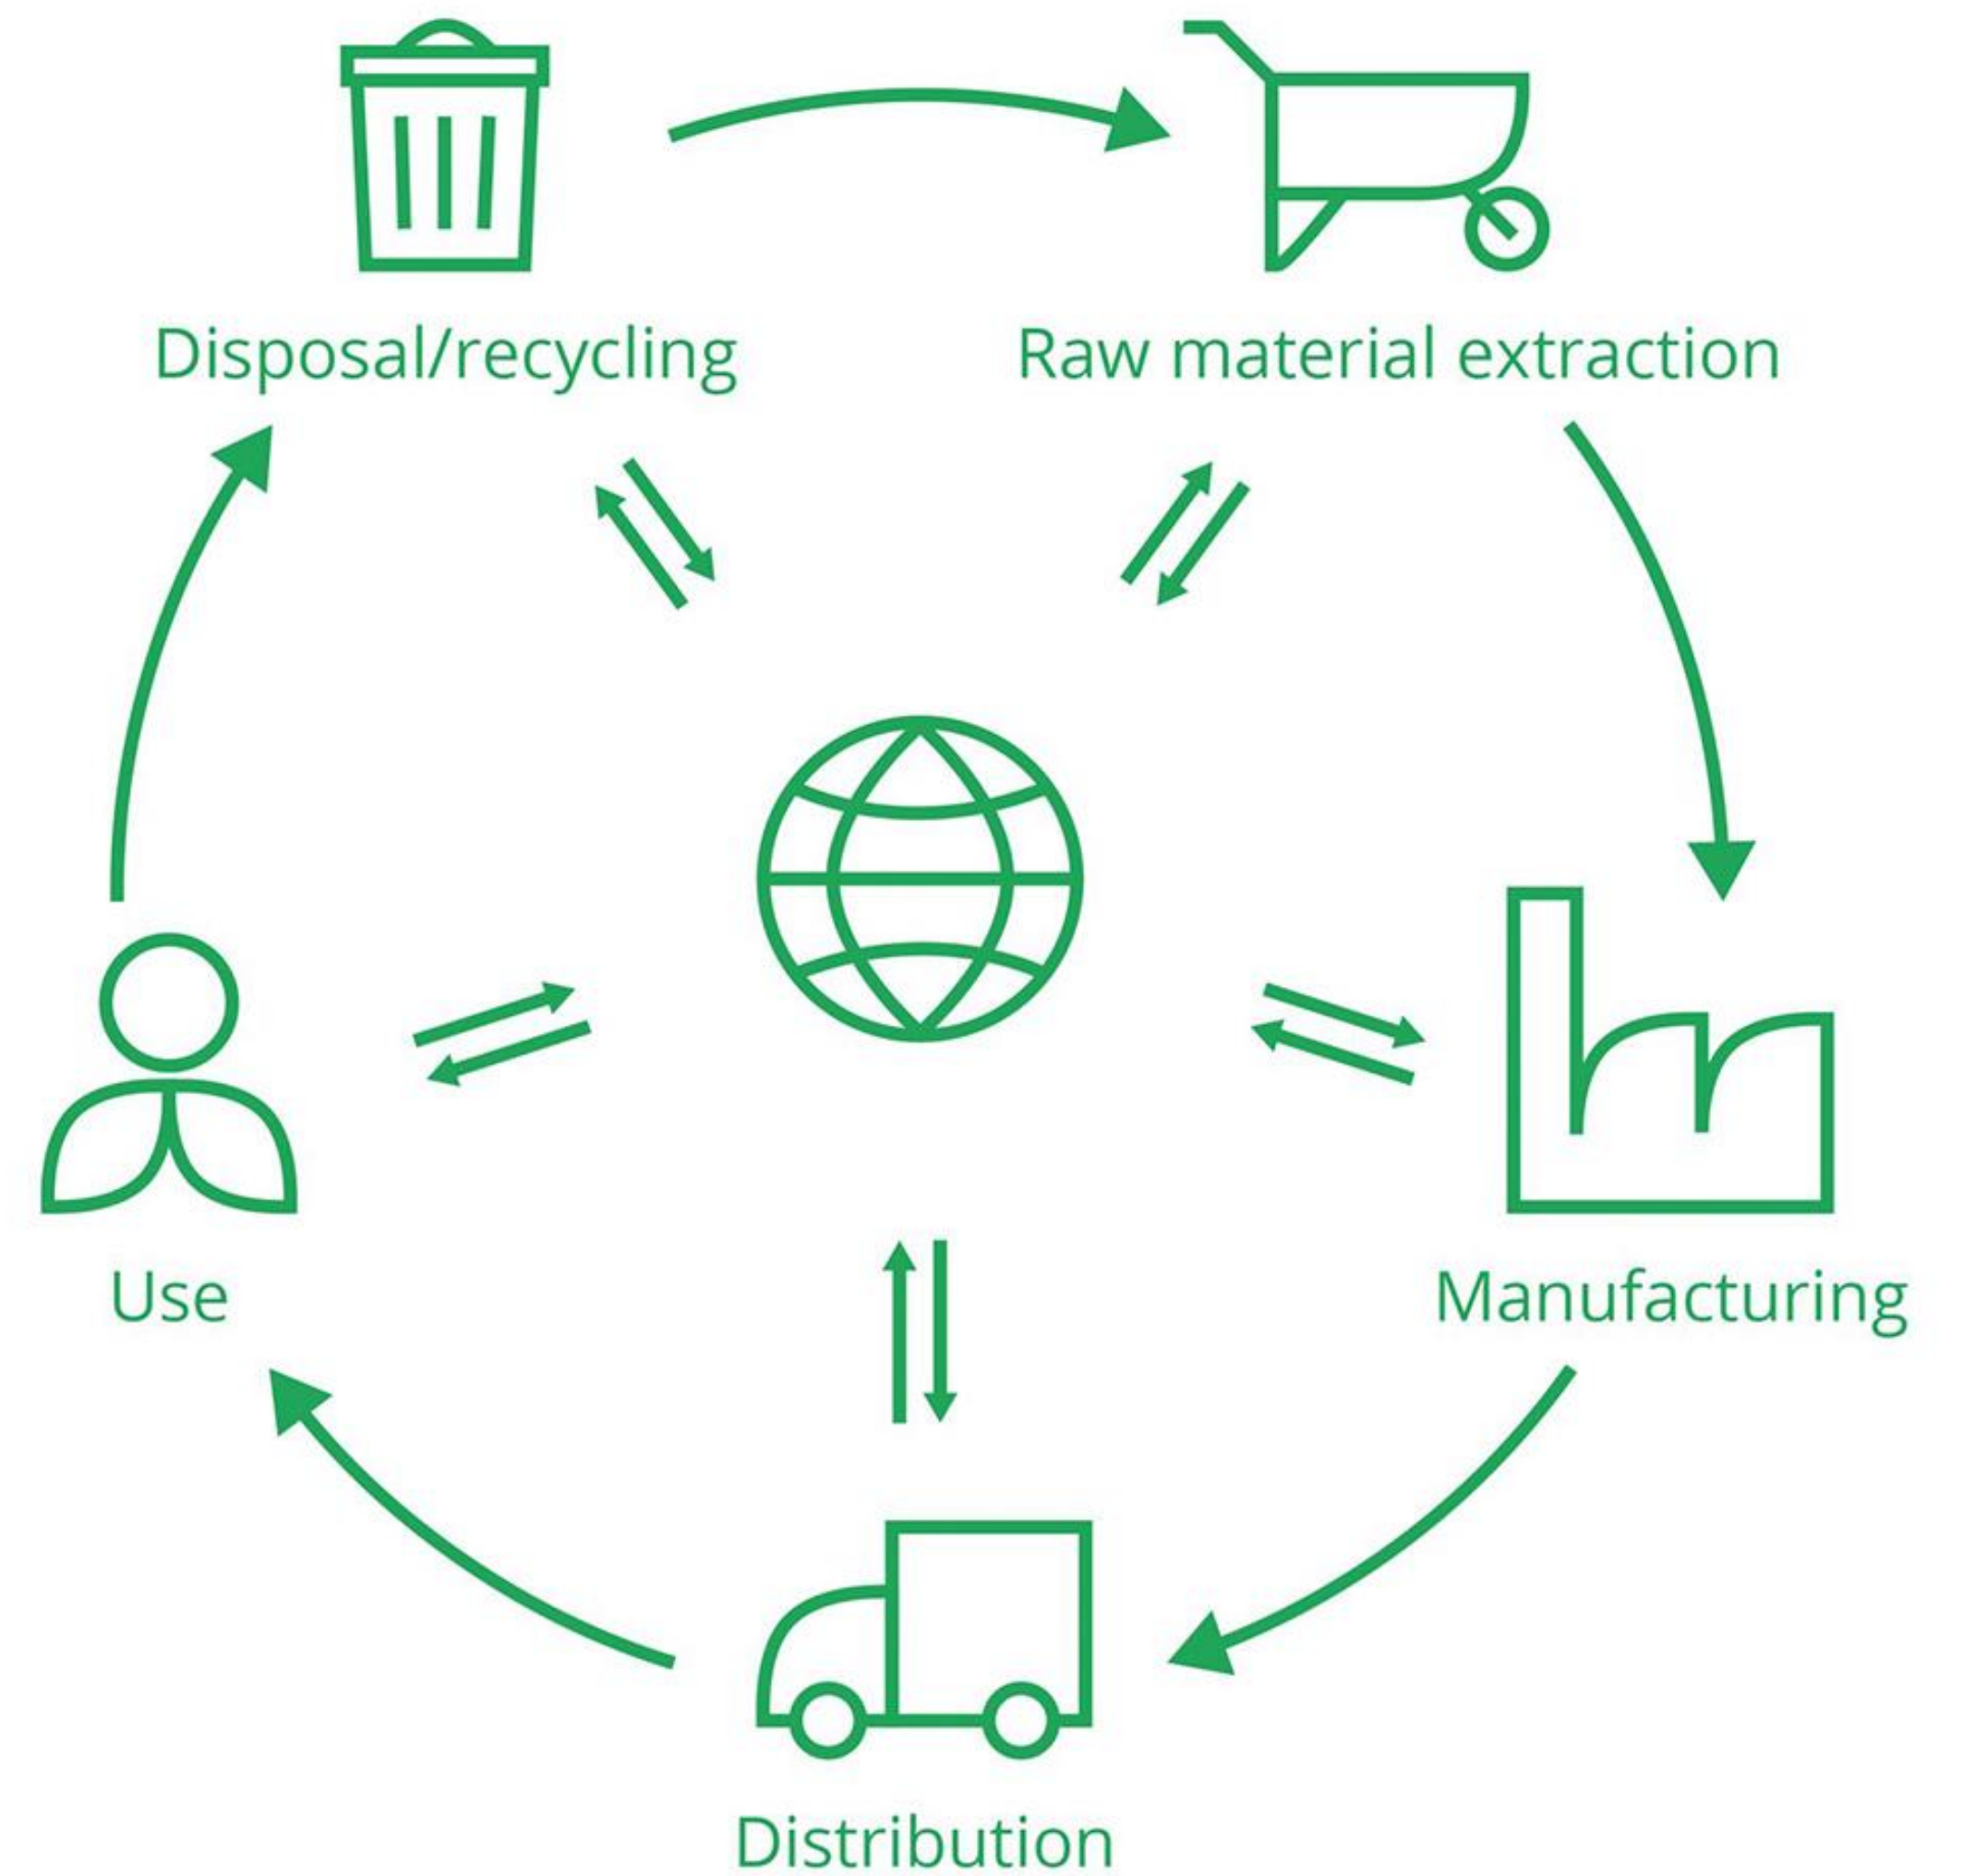 Disposal/recycling
Raw material extraction
Use
Manufacturing
Distribution